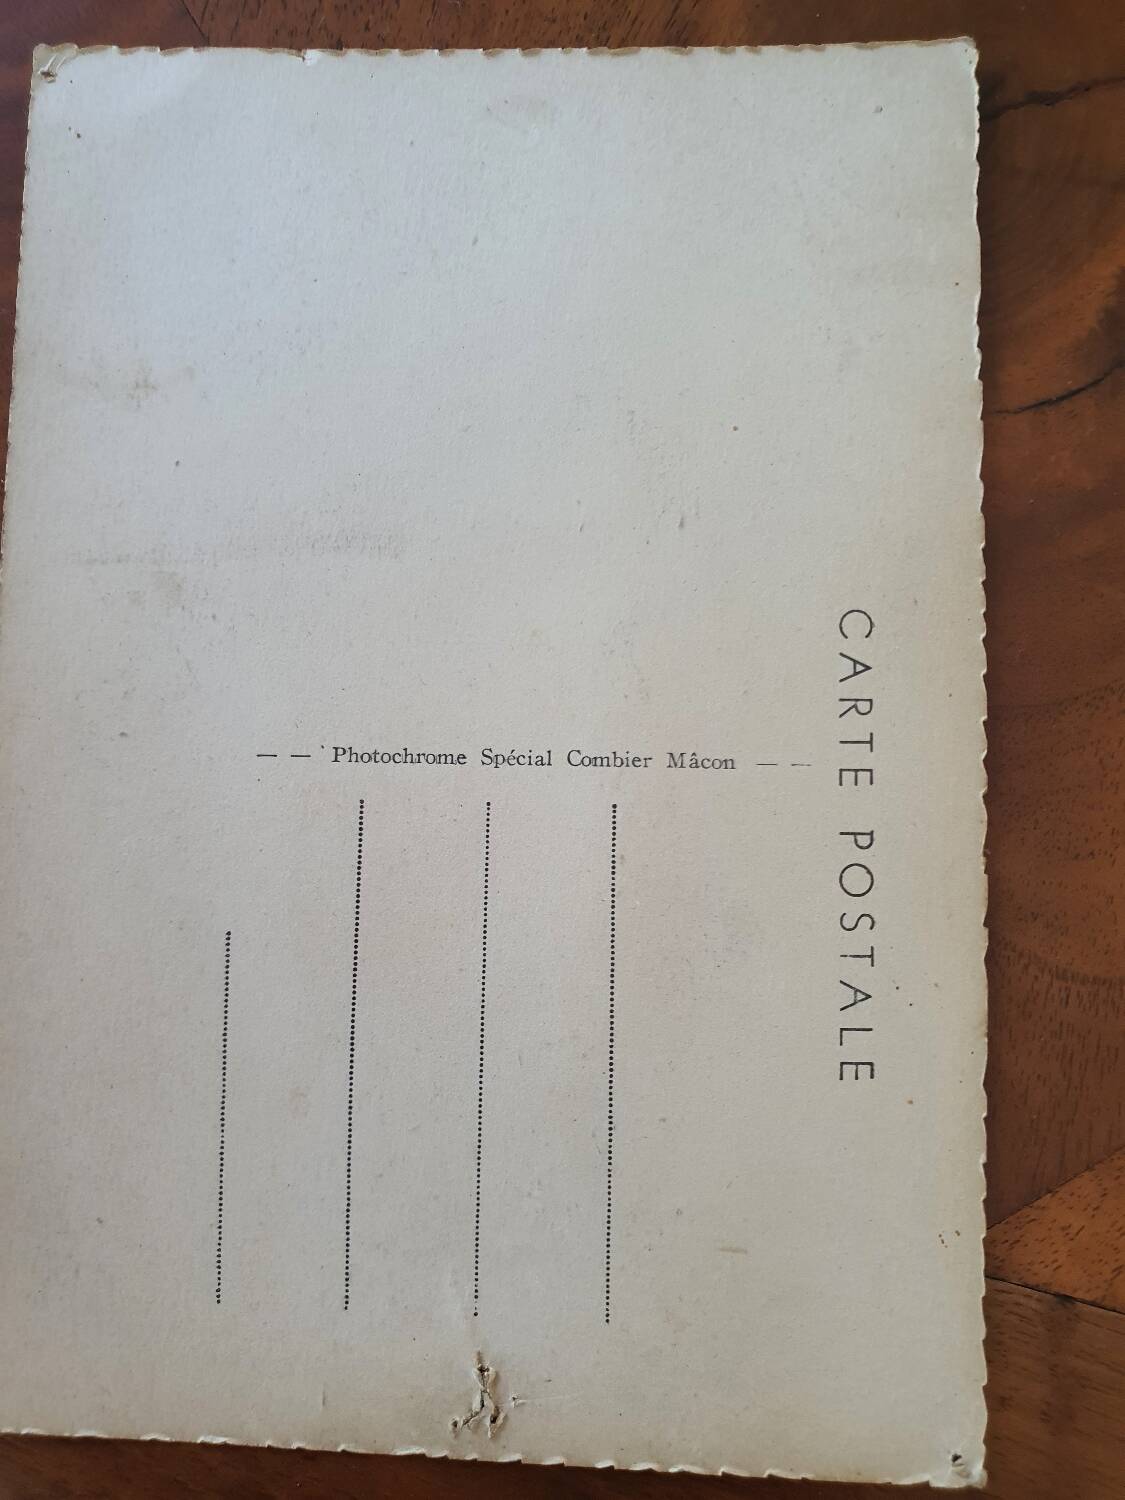 CARTE POSTALE
— — Photochrome Spécial Combier Mâcon — —